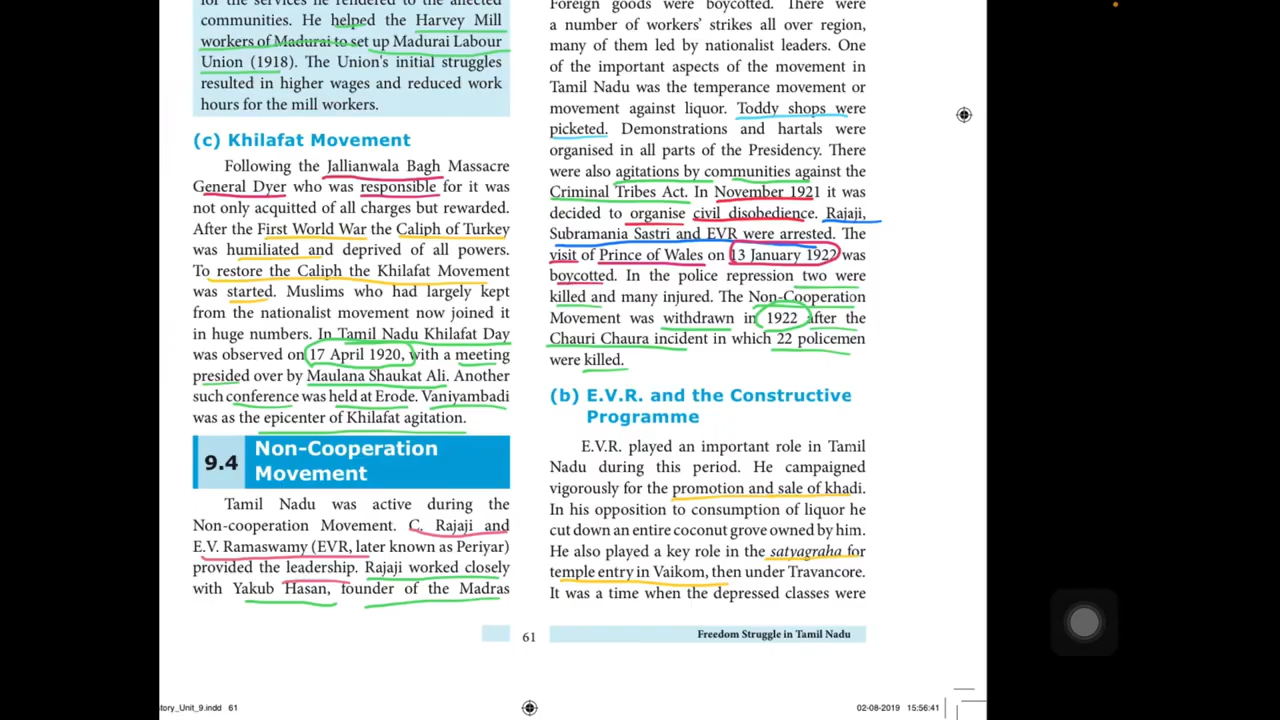 for the services he rendered to the affected
communities. He helped the Harvey Mill
workers of Madurai to set up Madurai Labour
Union (1918). The Union's initial struggles
resulted in higher wages and reduced work
hours for the mill workers.
(c) Khilafat Movement
Following the Jallianwala Bagh Massacre
General Dyer who was responsible for it was
not only acquitted of all charges but rewarded.
After the First World War the Caliph of Turkey
was humiliated and deprived of all powers.
To restore the Caliph the Khilafat Movement
was started. Muslims who had largely kept
from the nationalist movement now joined it
in huge numbers. In Tamil Nadu Khilafat Day
was observed on 17 April 1920, with a meeting
presided over by Maulana Shaukat Ali. Another
such conference was held at Erode. Vaniyambadi
was as the epicenter of Khilafat agitation.
9.4 Non-Cooperation
Movement
Tamil Nadu was active during the
Non-cooperation Movement. C. Rajaji and
E.V. Ramaswamy (EVR, later known as Periyar)
provided the leadership. Rajaji worked closely
with Yakub Hasan, founder of the Madras
Foreign goods were boycotted. There were
a number of workers' strikes all over region,
many of them led by nationalist leaders. One
of the important aspects of the movement in
Tamil Nadu was the temperance movement or
movement against liquor. Toddy shops were
picketed. Demonstrations and hartals were
organised in all parts of the Presidency. There
were also agitations by communities against the
Criminal Tribes Act. In November 1921 it was
decided to organise civil disobedience. Rajaji,
Subramania Sastri and EVR were arrested. The
visit of Prince of Wales on 13 January 1922 was
boycotted. In the police repression two were
killed and many injured. The Non-Cooperation
Movement was withdrawn in 1922 after the
Chauri Chaura incident in which 22 policemen
were killed.
(b) E.V.R. and the Constructive
Programme
E.V.R. played an important role in Tamil
Nadu during this period. He campaigned
vigorously for the promotion and sale of khadi.
In his opposition to consumption of liquor he
cut down an entire coconut grove owned by him.
He also played a key role in the satyagraha for
temple entry in Vaikom, then under Travancore.
It was a time when the depressed classes were
61
Freedom Struggle in Tamil Nadu
tory_Unit_9.indd 61
02-08-2019 15:56:41